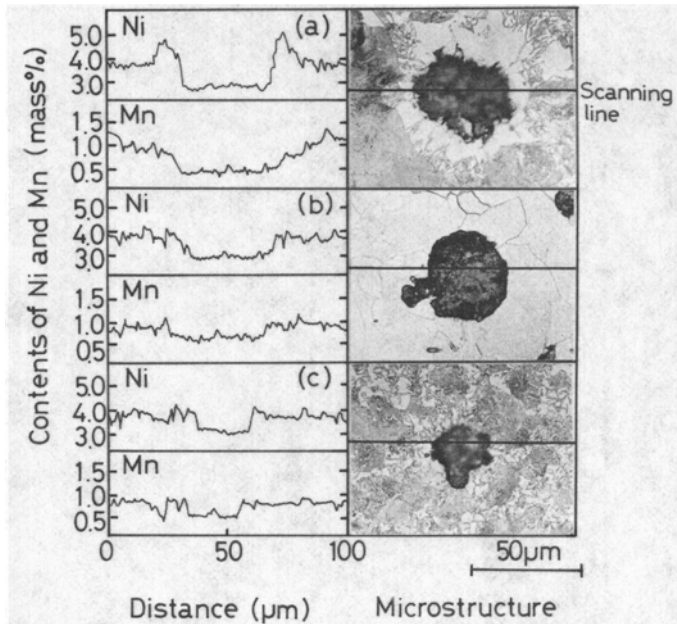 Contents of Ni and Mn (mass%)
Ni (a)
5.0
4.0
3.0
Mn
1.5
1.0
0.5
Ni (b)
5.0
4.0
3.0
Mn
1.5
1.0
0.5
Ni (c)
5.0
4.0
3.0
Mn
1.5
1.0
0.5
0 50 100
Distance (μm)
Scanning
line
50μm
Microstructure